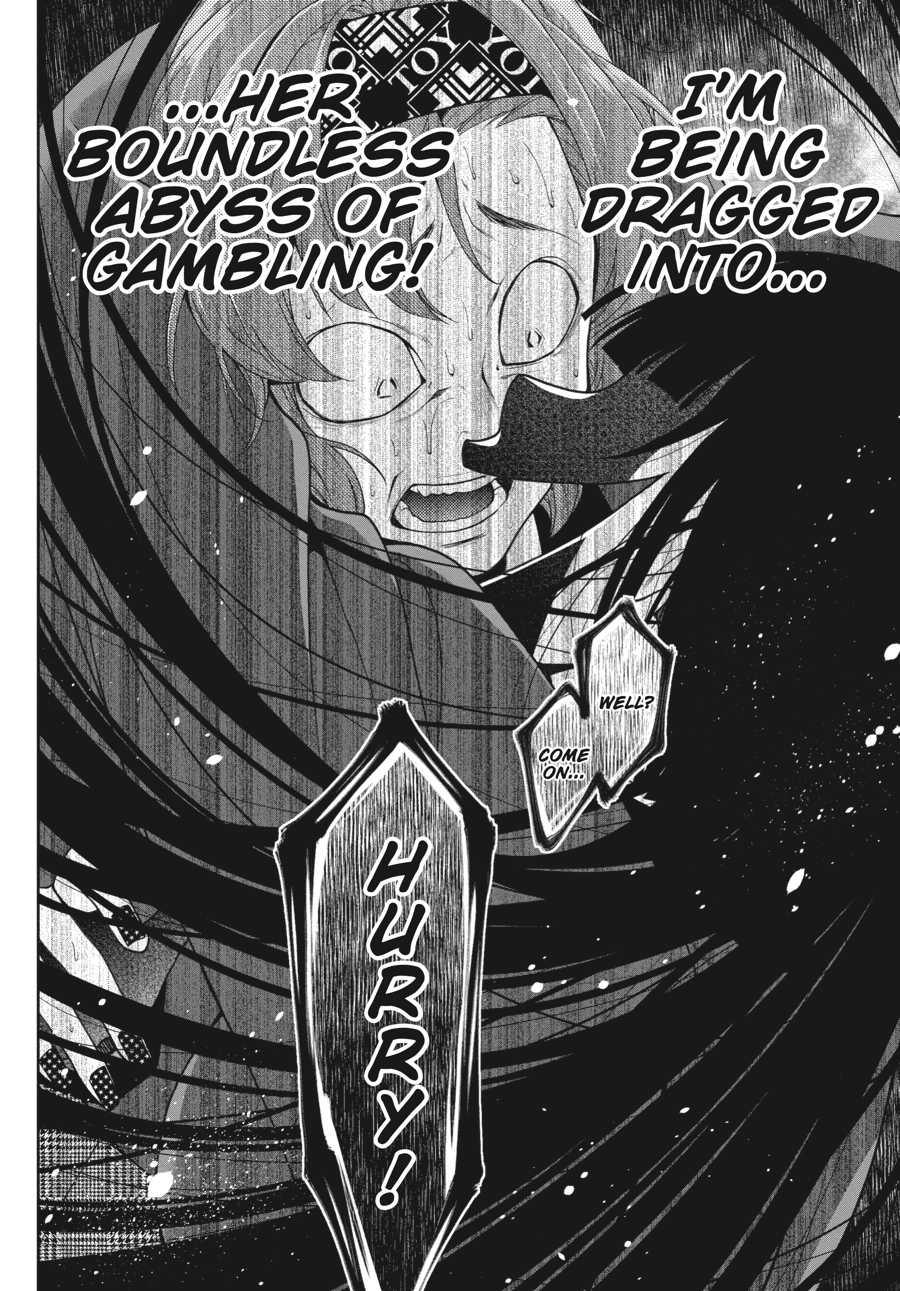 I'M
BEING
DRAGGED
INTO...
...HER
BOUNDLESS
ABYSS OF
GAMBLING!
WELL?
COME
ON...
HURRY!